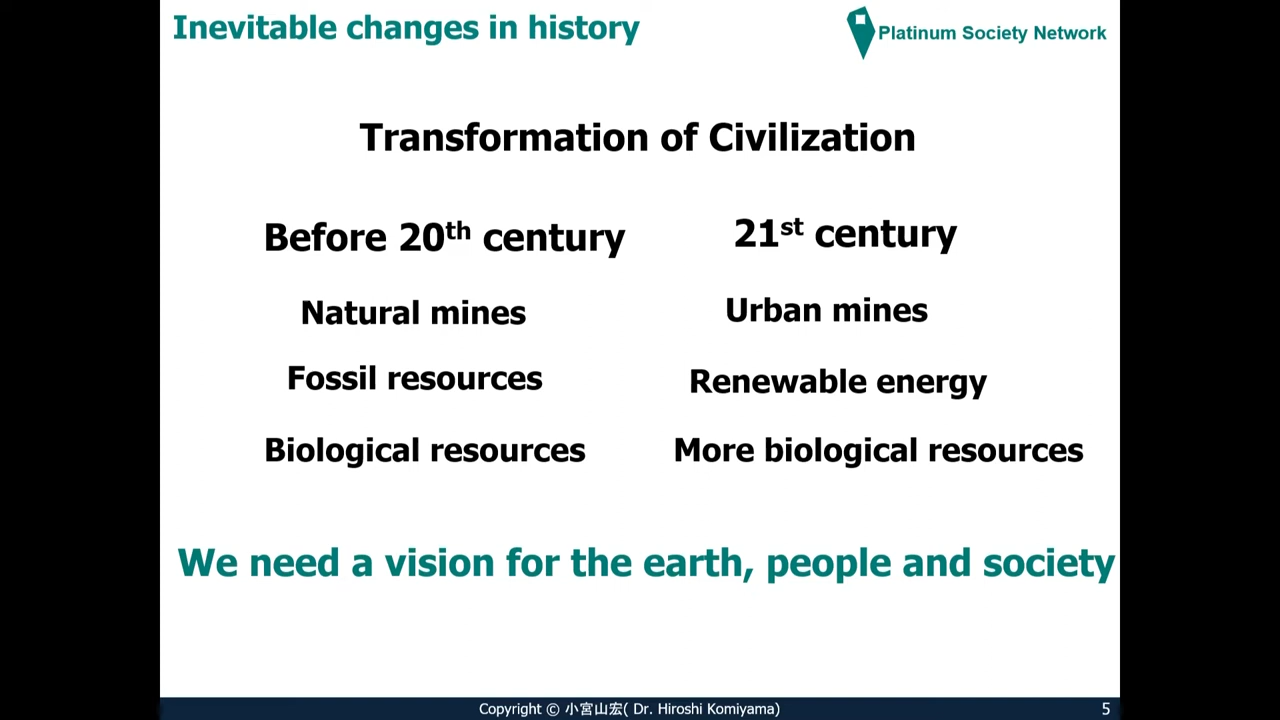 Inevitable changes in history
Platinum Society Network
Transformation of Civilization
Before 20th century
21st century
Natural mines
Urban mines
Fossil resources
Renewable energy
Biological resources
More biological resources
We need a vision for the earth, people and society
Copyright © 小宮山宏( Dr. Hiroshi Komiyama)
5